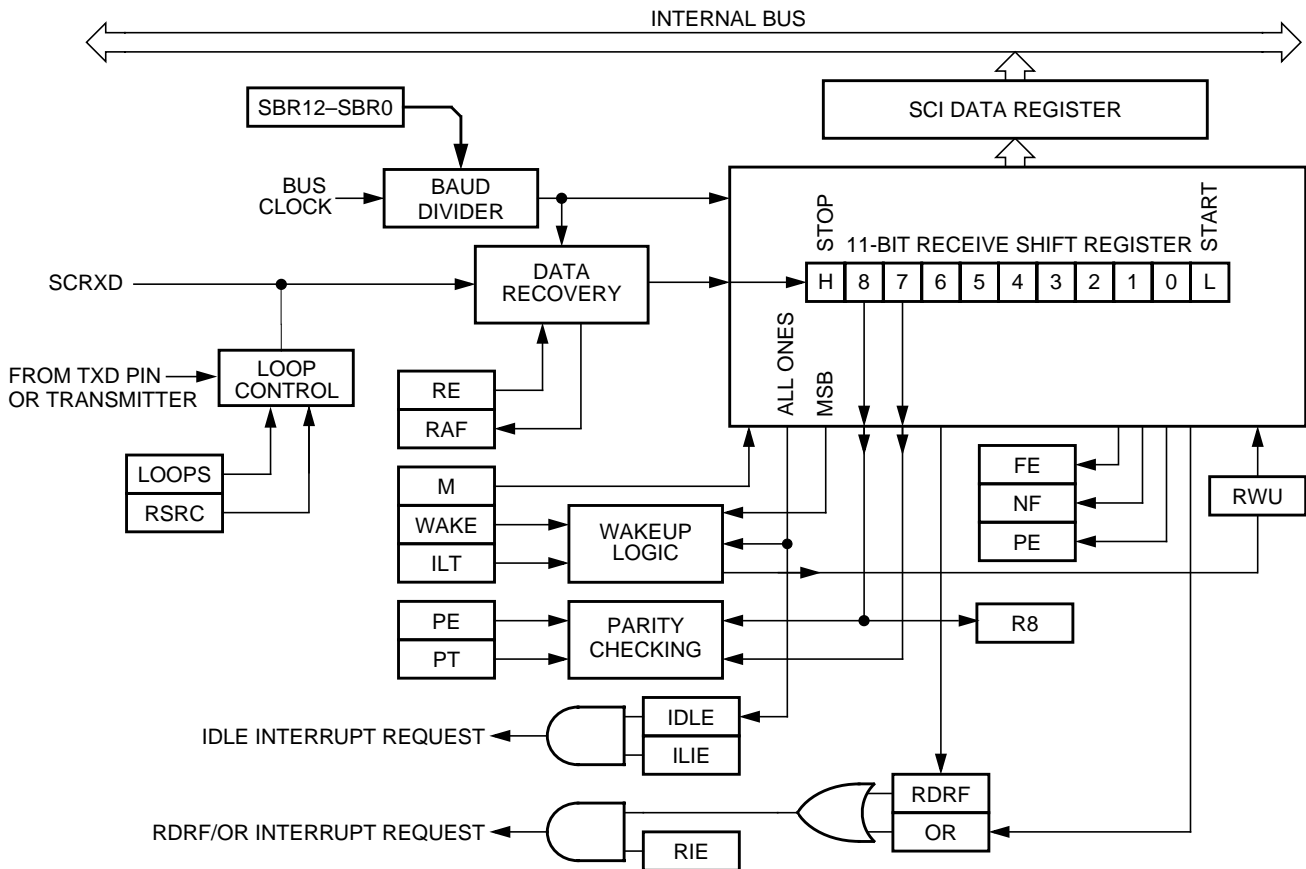 INTERNAL BUS
SBR12–SBR0
SCI DATA REGISTER
BUS
CLOCK
BAUD
DIVIDER
STOP
11-BIT RECEIVE SHIFT REGISTER
START
SCRXD
DATA
RECOVERY
H 8 7 6 5 4 3 2 1 0 L
ALL ONES
MSB
FROM TXD PIN
OR TRANSMITTER
LOOP
CONTROL
RE
RAF
LOOPS
RSRC
M
WAKE
ILT
WAKEUP
LOGIC
FE
NF
PE
RWU
PE
PT
PARITY
CHECKING
R8
IDLE INTERRUPT REQUEST
IDLE
ILIE
RDRF/OR INTERRUPT REQUEST
RDRF
OR
RIE